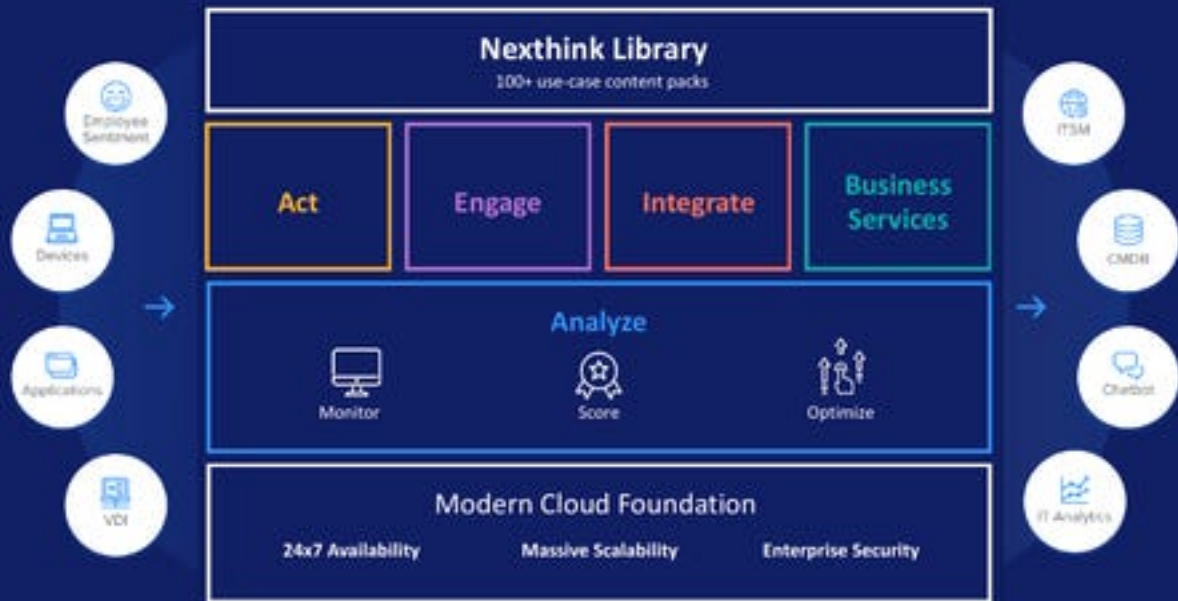 Nexthink Library
100+ use-case content packs
Employee
Sentiment
Devices
Applications
VDI
Act
Engage
Integrate
Business
Services
Analyze
Monitor
Score
Optimize
Modern Cloud Foundation
24x7 Availability
Massive Scalability
Enterprise Security
ITSM
CMDB
Chatbot
IT Analytics